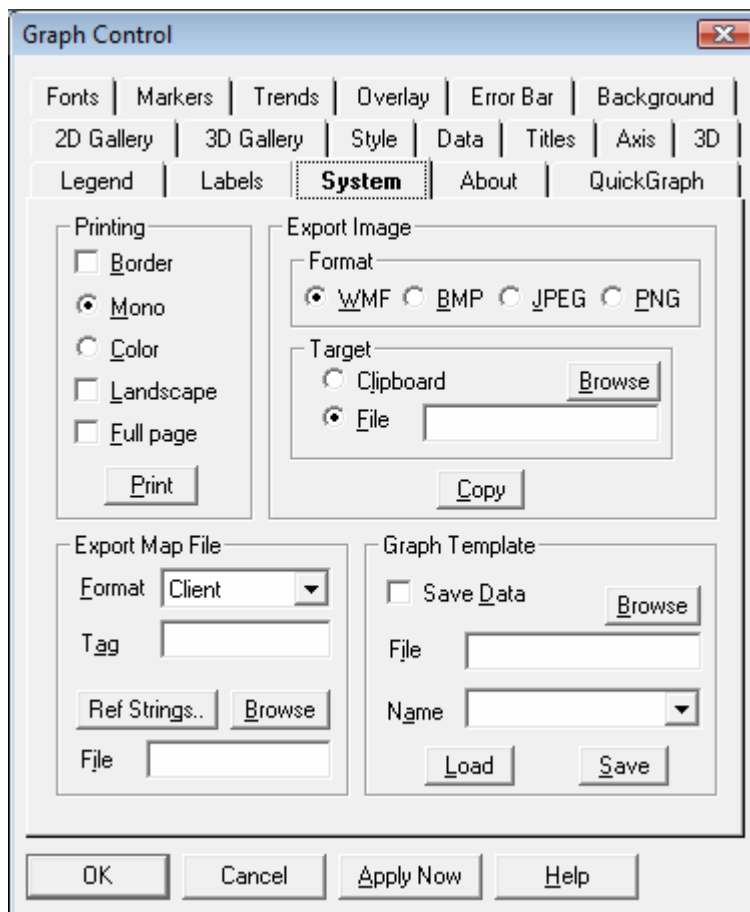 Graph Control
Fonts Markers Trends Overlay Error Bar Background
2D Gallery 3D Gallery Style Data Titles Axis 3D
Legend Labels System About QuickGraph
Printing
Border
Mono
Color
Landscape
Full page
Print
Export Image
Format
WMF BMP JPEG PNG
Target
Clipboard Browse
File
Copy
Export Map File
Format Client
Tag
Ref Strings.. Browse
File
Graph Template
Save Data Browse
File
Name
Load Save
OK Cancel Apply Now Help